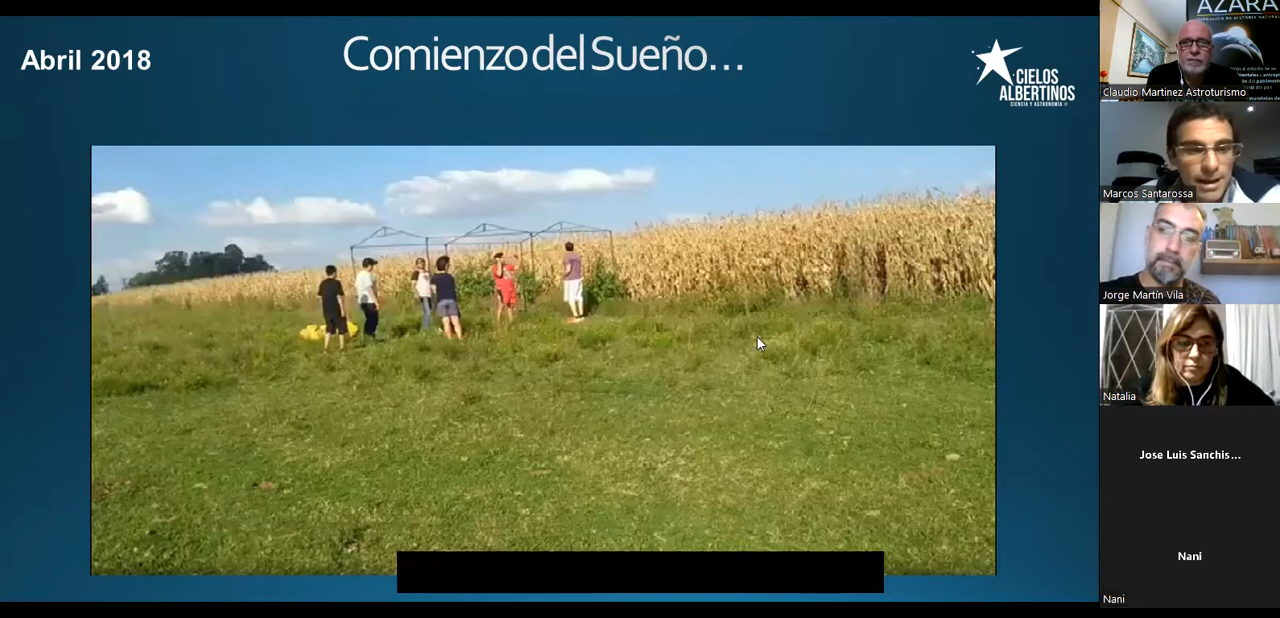 Abril 2018
Comienzo del Sueño...
CIELOS
ALBERTINOS
CIENCIA Y ASTRONOMÍA
AZARA
Claudio Martinez Astroturismo
Marcos Santarossa
Jorge Martín Vila
Natalia
Jose Luis Sanchis...
Nani
Nani